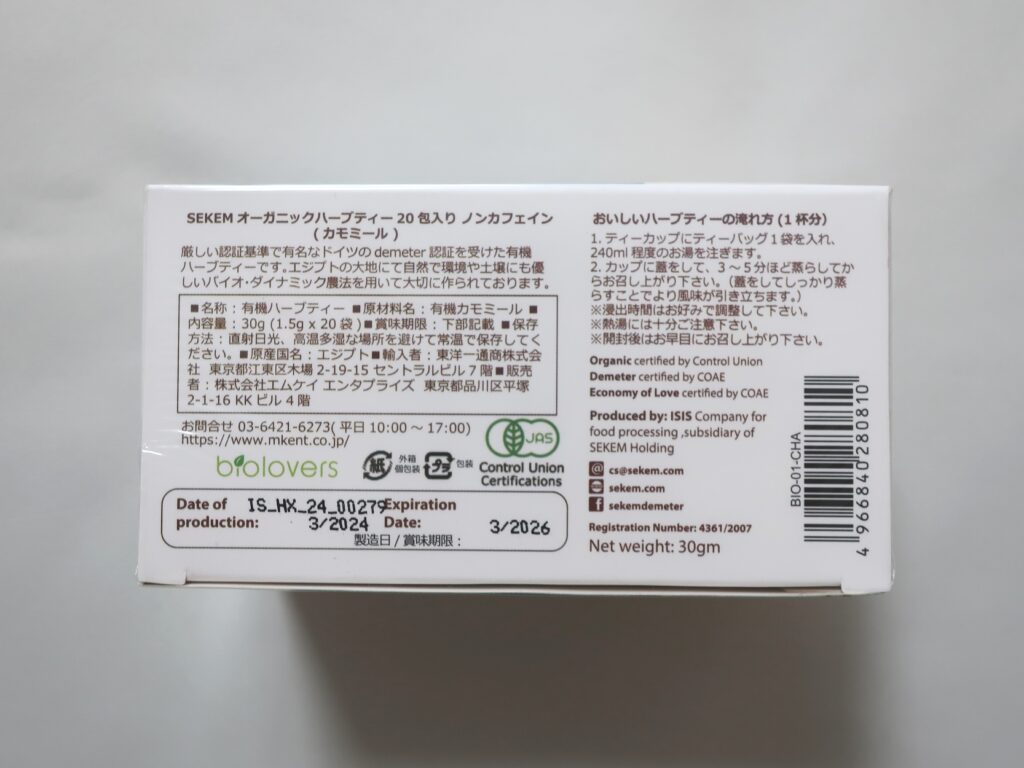 SEKEM オーガニックハーブティー 20 包入り ノンカフェイン
( カモミール )
厳しい認証基準で有名なドイツの demeter 認証を受けた有機
ハーブティーです。エジプトの大地にて自然で環境や土壌にも優
しいバイオ・ダイナミック農法を用いて大切に作られております。
■名称：有機ハーブティー ■原材料名：有機カモミール ■
内容量：30g (1.5g x 20 袋) ■賞味期限：下部記載 ■保存
方法：直射日光、高温多湿な場所を避けて常温で保存してく
ださい。■原産国名：エジプト■輸入者：東洋一通商株式会
社 東京都江東区木場 2-19-15 セントラルビル 7 階■販売
者：株式会社エムケイ エンタプライズ 東京都品川区平塚
2-1-16 KK ビル 4 階
お問合せ 03-6421-6273( 平日 10:00 ～ 17:00)
https://www.mkent.co.jp/
biolovers
紙 外箱
個包装
プラ 包装
JAS
Control Union
Certifications
Date of
production:
IS_HX_24_00279
3/2024
Expiration
Date:
3/2026
製造日 / 賞味期限：
おいしいハーブティーの淹れ方 (1 杯分)
1. ティーカップにティーバッグ 1 袋を入れ、
240ml 程度のお湯を注ぎます。
2. カップに蓋をして、3 ～ 5 分ほど蒸らしてか
らお召し上がり下さい。（蓋をしてしっかり蒸
らすことでより風味が引き立ちます。）
※浸出時間はお好みで調整して下さい。
※熱湯には十分ご注意下さい。
※開封後はお早目にお召し上がり下さい。
Organic certified by Control Union
Demeter certified by COAE
Economy of Love certified by COAE
Produced by: ISIS Company for
food processing ,subsidiary of
SEKEM Holding
@ cs@sekem.com
sekem.com
f sekemdemeter
Registration Number: 4361/2007
Net weight: 30gm
BIO-01-CHA
4 966840 280810